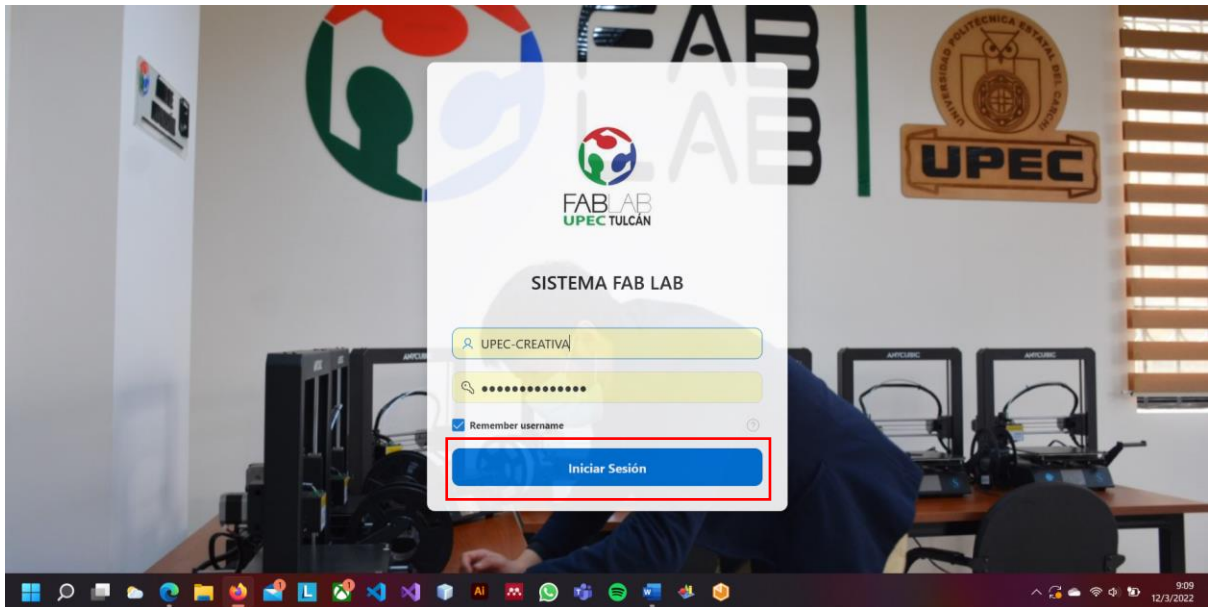 FAB
LAB
UNIVERSIDAD POLITÉCNICA ESTATAL DEL CARCHI
UPEC
FABLAB
UPEC TULCÁN
SISTEMA FAB LAB
UPEC-CREATIVA
Remember username
Iniciar Sesión
ANYCUBIC
ANYCUBIC
9:09
12/3/2022